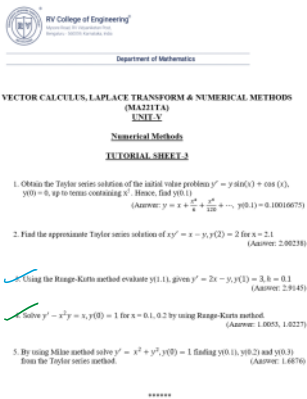 RV College of Engineering®
Department of Mathematics
VECTOR CALCULUS, LAPLACE TRANSFORM & NUMERICAL METHODS
(MA221TA)
UNIT-V
Numerical Methods
TUTORIAL SHEET-3
1. Obtain the Taylor series solution of the initial value problem y' = y sin(x) + cos (x),
y(0) = 0, up to terms containing x⁵. Hence, find y(0.1)
(Answer: y = x + x³/6 + x⁵/120 + ⋯, y(0.1) = 0.10016675)
2. Find the approximate Taylor series solution of xy' = x − y, y(2) = 2 for x = 2.1
(Answer: 2.00238)
Using the Runge-Kutta method evaluate y(1.1), given y' = 2x − y, y(1) = 3, h = 0.1
(Answer: 2.9145)
4. Solve y' − x²y = x, y(0) = 1 for x = 0.1, 0.2 by using Runge-Kutta method.
(Answer: 1.0053, 1.0227)
5. By using Milne method solve y' = x² + y², y(0) = 1 finding y(0.1), y(0.2) and y(0.3)
from the Taylor series method.
(Answer: 1.6876)
******